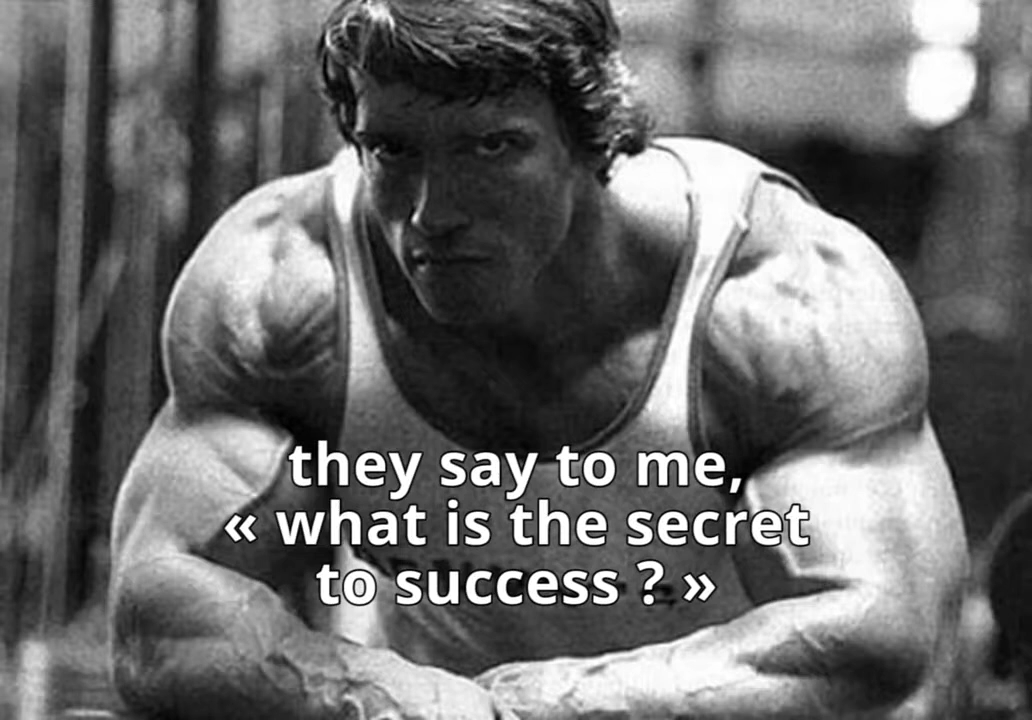 they say to me,
« what is the secret
to success ? »